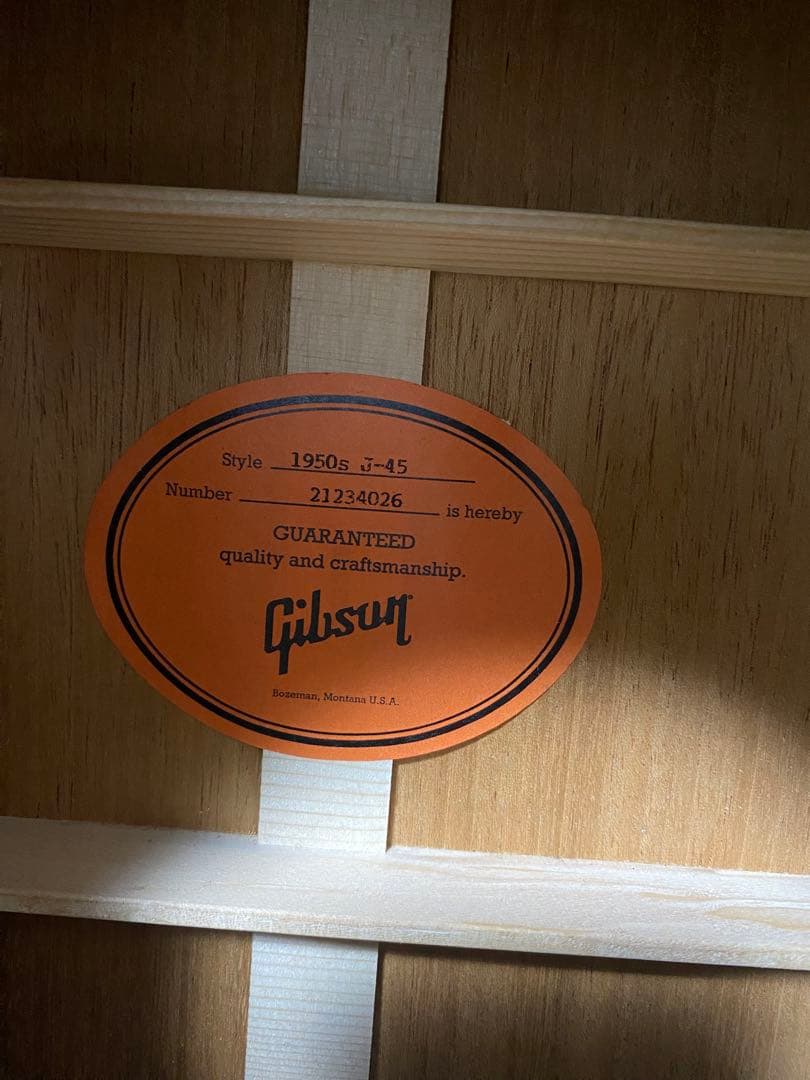 Style 1950s J-45
Number 21234026 is hereby
GUARANTEED
quality and craftsmanship.
Gibson
Bozeman, Montana U.S.A.